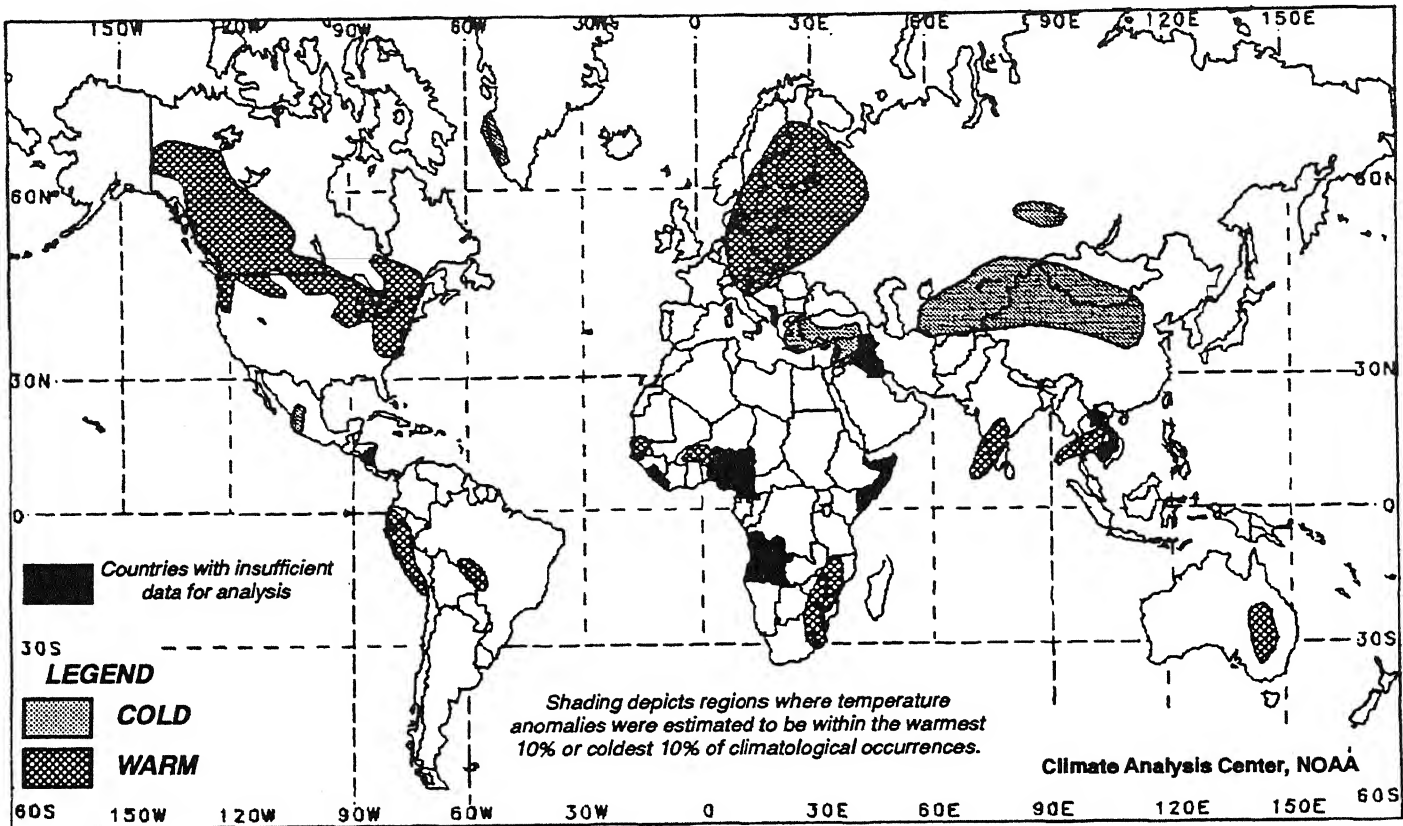 150W 120W 90W 60W 30W 0 30E 60E 90E 120E 150E
60N 60N
30N 30N
0 0
Countries with insufficient
data for analysis
30S 30S
LEGEND
COLD
WARM
Shading depicts regions where temperature
anomalies were estimated to be within the warmest
10% or coldest 10% of climatological occurrences.
Climate Analysis Center, NOAA
60S 150W 120W 90W 60W 30W 0 30E 60E 90E 120E 150E 60S